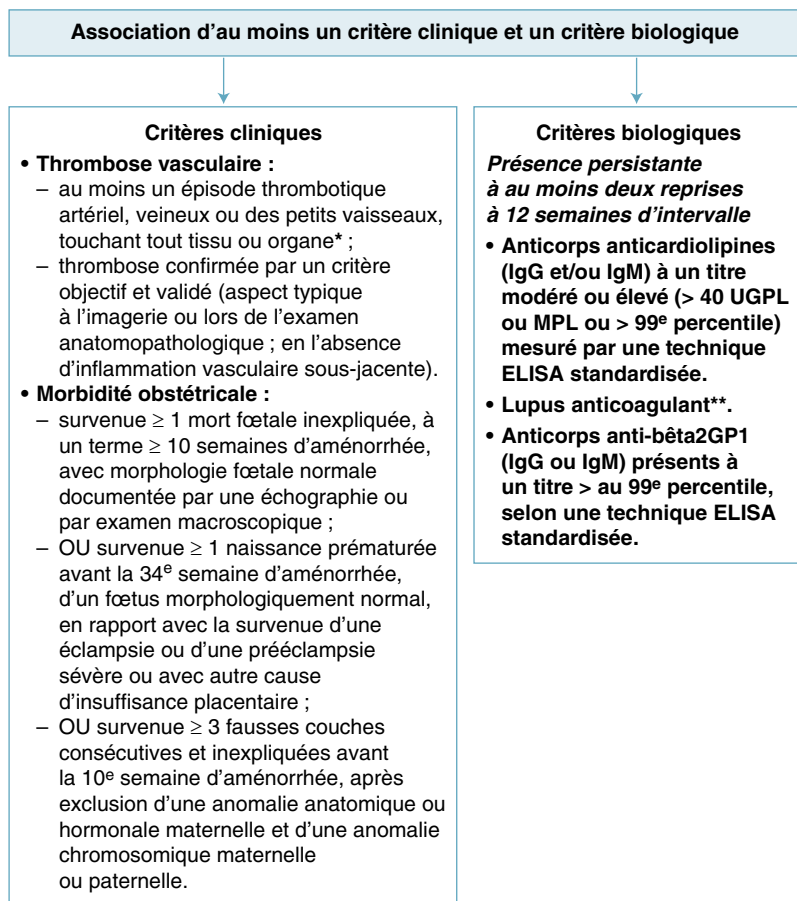 Association d'au moins un critère clinique et un critère biologique
Critères cliniques
• Thrombose vasculaire :
– au moins un épisode thrombotique
artériel, veineux ou des petits vaisseaux,
touchant tout tissu ou organe* ;
– thrombose confirmée par un critère
objectif et validé (aspect typique
à l'imagerie ou lors de l'examen
anatomopathologique ; en l'absence
d'inflammation vasculaire sous-jacente).
• Morbidité obstétricale :
– survenue ≥ 1 mort fœtale inexpliquée, à
un terme ≥ 10 semaines d'aménorrhée,
avec morphologie fœtale normale
documentée par une échographie ou
par examen macroscopique ;
– OU survenue ≥ 1 naissance prématurée
avant la 34e semaine d'aménorrhée,
d'un fœtus morphologiquement normal,
en rapport avec la survenue d'une
éclampsie ou d'une prééclampsie
sévère ou avec autre cause
d'insuffisance placentaire ;
– OU survenue ≥ 3 fausses couches
consécutives et inexpliquées avant
la 10e semaine d'aménorrhée, après
exclusion d'une anomalie anatomique ou
hormonale maternelle et d'une anomalie
chromosomique maternelle
ou paternelle.
Critères biologiques
Présence persistante
à au moins deux reprises
à 12 semaines d'intervalle
• Anticorps anticardiolipines
(IgG et/ou IgM) à un titre
modéré ou élevé (> 40 UGPL
ou MPL ou > 99e percentile)
mesuré par une technique
ELISA standardisée.
• Lupus anticoagulant**.
• Anticorps anti-bêta2GP1
(IgG ou IgM) présents à
un titre > au 99e percentile,
selon une technique ELISA
standardisée.